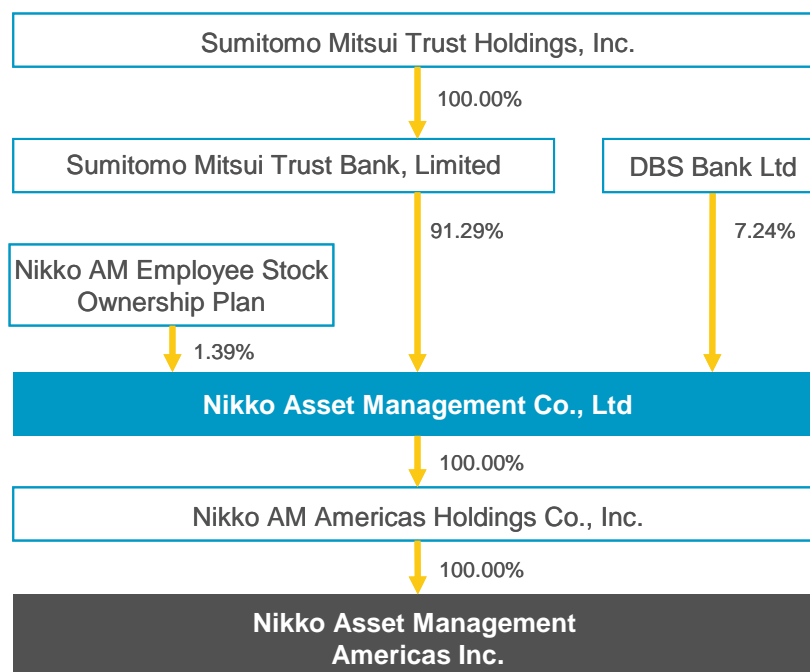 Sumitomo Mitsui Trust Holdings, Inc.
100.00%
Sumitomo Mitsui Trust Bank, Limited
DBS Bank Ltd
91.29%
7.24%
Nikko AM Employee Stock
Ownership Plan
1.39%
Nikko Asset Management Co., Ltd
100.00%
Nikko AM Americas Holdings Co., Inc.
100.00%
Nikko Asset Management
Americas Inc.